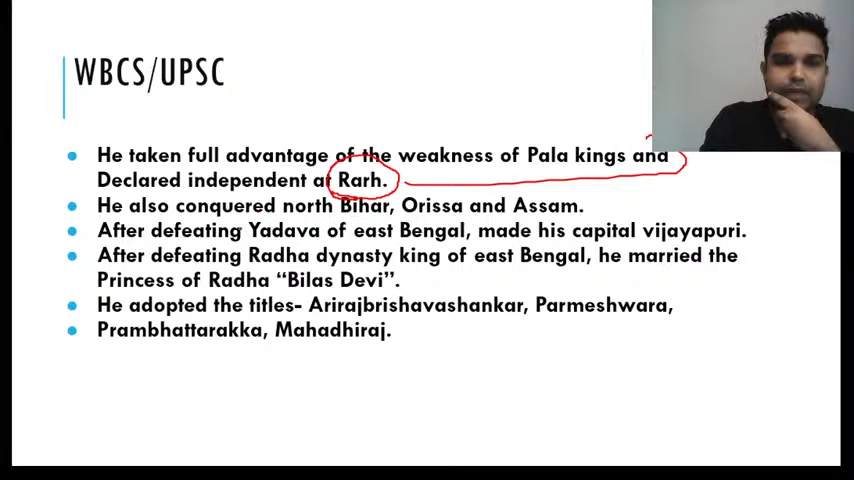 WBCS/UPSC
He taken full advantage of the weakness of Pala kings and
Declared independent at Rarh.
He also conquered north Bihar, Orissa and Assam.
After defeating Yadava of east Bengal, made his capital vijayapuri.
After defeating Radha dynasty king of east Bengal, he married the
Princess of Radha “Bilas Devi”.
He adopted the titles- Arirajbrishavashankar, Parmeshwara,
Prambhattarakka, Mahadhiraj.